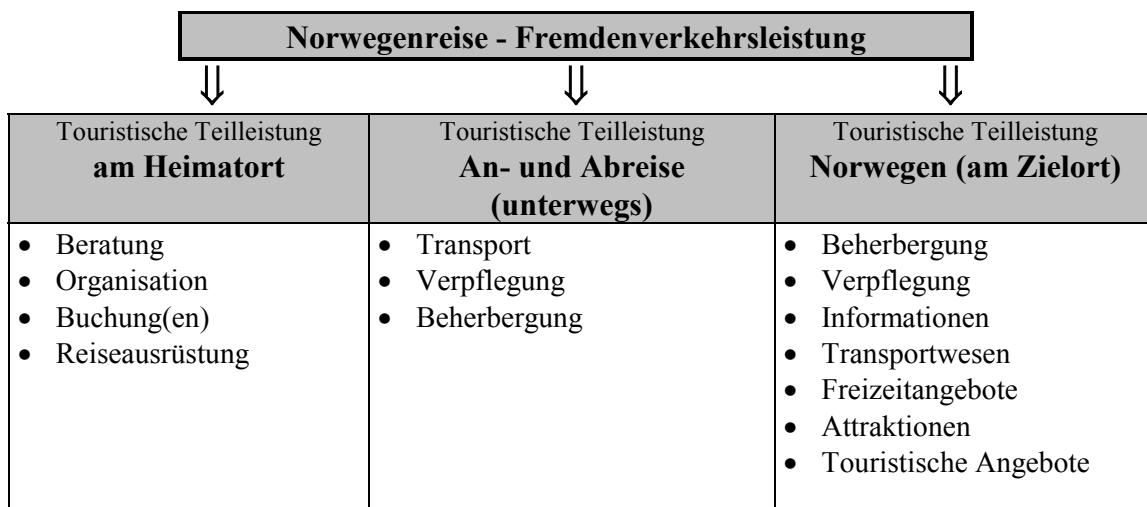 Norwegenreise - Fremdenverkehrsleistung
⇓ ⇓ ⇓
Touristische Teilleistung
am Heimatort
Touristische Teilleistung
An- und Abreise
(unterwegs)
Touristische Teilleistung
Norwegen (am Zielort)
• Beratung
• Organisation
• Buchung(en)
• Reiseausrüstung
• Transport
• Verpflegung
• Beherbergung
• Beherbergung
• Verpflegung
• Informationen
• Transportwesen
• Freizeitangebote
• Attraktionen
• Touristische Angebote